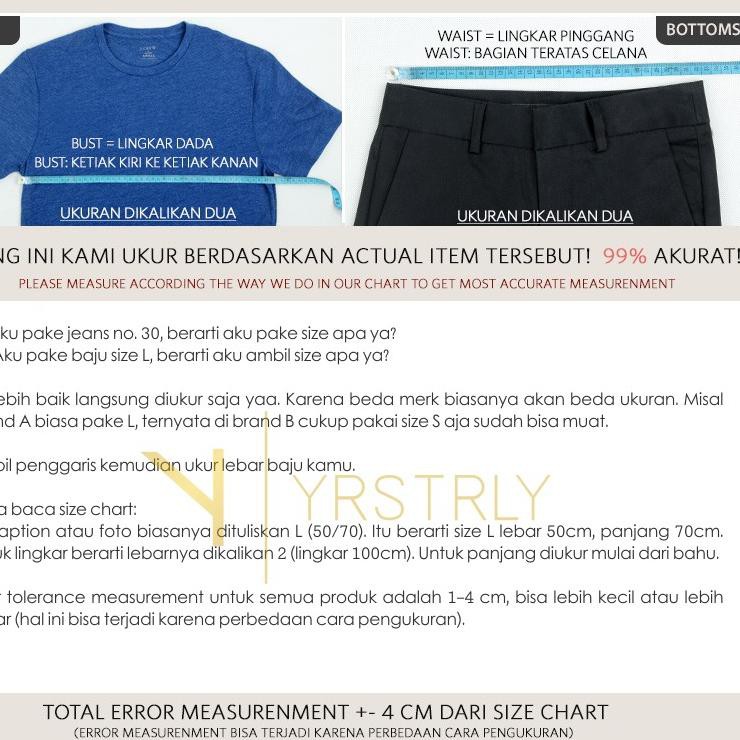 BOTTOMS
WAIST = LINGKAR PINGGANG
WAIST: BAGIAN TERATAS CELANA
BUST = LINGKAR DADA
BUST: KETIAK KIRI KE KETIAK KANAN
UKURAN DIKALIKAN DUA
UKURAN DIKALIKAN DUA
NG INI KAMI UKUR BERDASARKAN ACTUAL ITEM TERSEBUT! 99% AKURAT!
PLEASE MEASURE ACCORDING THE WAY WE DO IN OUR CHART TO GET MOST ACCURATE MEASURENMENT
ku pake jeans no. 30, berarti aku pake size apa ya?
Aku pake baju size L, berarti aku ambil size apa ya?
ebih baik langsung diukur saja yaa. Karena beda merk biasanya akan beda ukuran. Misal
nd A biasa pake L, ternyata di brand B cukup pakai size S aja sudah bisa muat.
bil penggaris kemudian ukur lebar baju kamu.
YRSTRLY
a baca size chart:
aption atau foto biasanya dituliskan L (50/70). Itu berarti size L lebar 50cm, panjang 70cm.
uk lingkar berarti lebarnya dikalikan 2 (lingkar 100cm). Untuk panjang diukur mulai dari bahu.
r tolerance measurement untuk semua produk adalah 1-4 cm, bisa lebih kecil atau lebih
ar (hal ini bisa terjadi karena perbedaan cara pengukuran).
TOTAL ERROR MEASURENMENT +- 4 CM DARI SIZE CHART
(ERROR MEASURENMENT BISA TERJADI KARENA PERBEDAAN CARA PENGUKURAN)